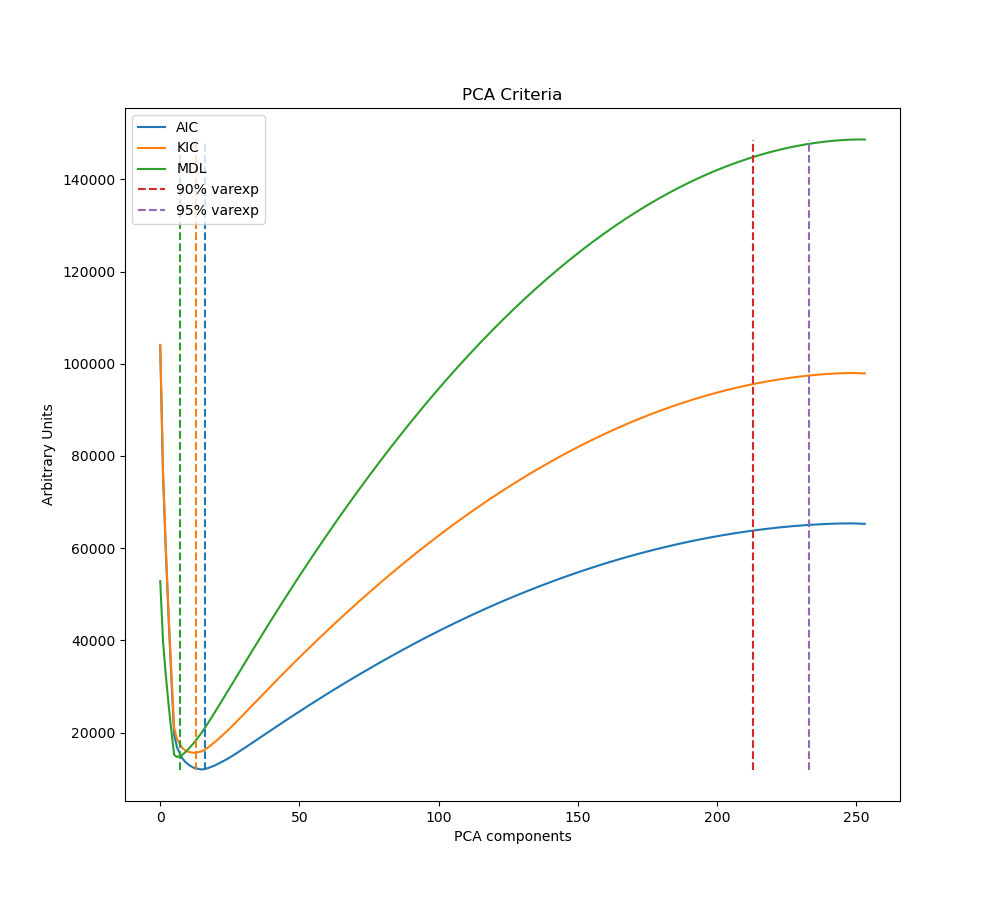 PCA Criteria
AIC
KIC
MDL
90% varexp
95% varexp
140000
120000
100000
80000
60000
40000
20000
Arbitrary Units
0 50 100 150 200 250
PCA components